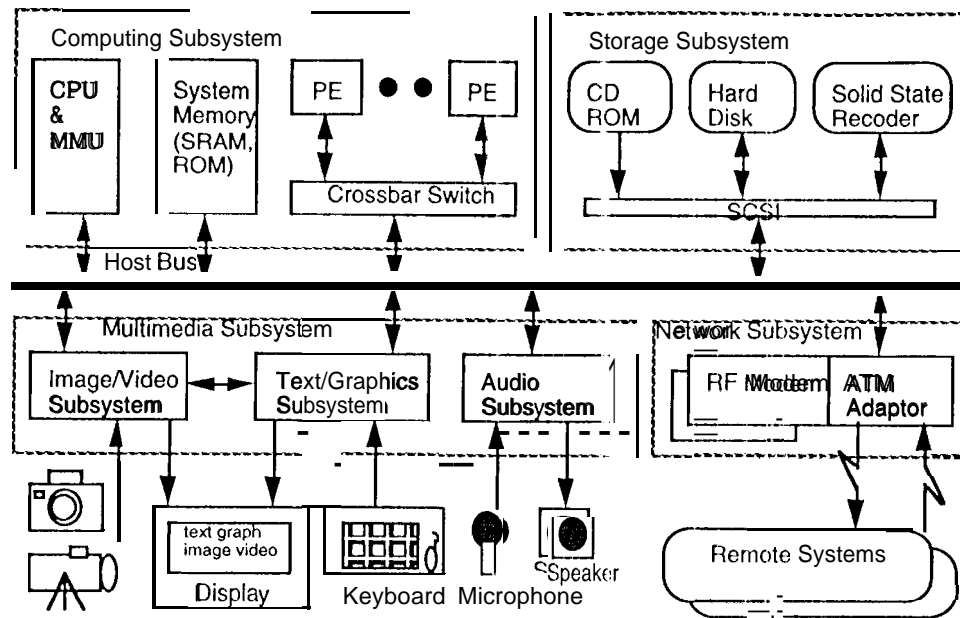 Computing Subsystem
CPU
&
MMU
System
Memory
(SRAM,
ROM)
PE
PE
Crossbar Switch
Storage Subsystem
CD
ROM
Hard
Disk
Solid State
Recoder
SCSI
Host Bus
Multimedia Subsystem
Image/Video
Subsystem
Text/Graphics
Subsystem
Audio
Subsystem
Network Subsystem
RF Modem
ATM
Adaptor
text graph
image video
Display
Keyboard
Microphone
Speaker
Remote Systems